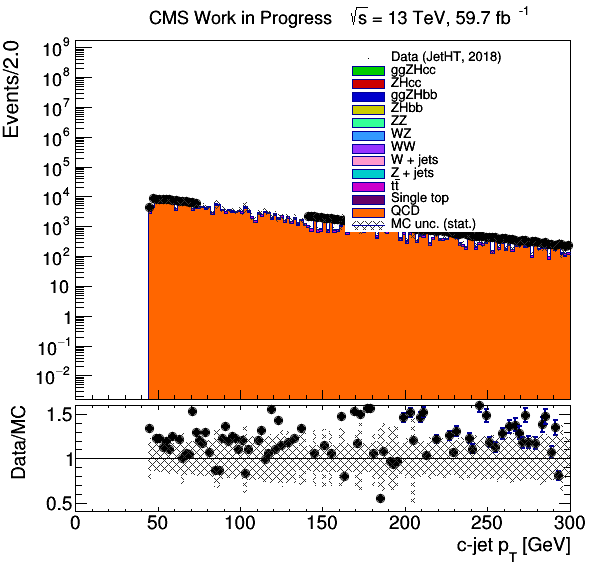 CMS Work in Progress √s = 13 TeV, 59.7 fb⁻¹
Events/2.0
10⁹
10⁸
10⁷
10⁶
10⁵
10⁴
10³
10²
10
1
10⁻¹
10⁻²
Data (JetHT, 2018)
ggZHcc
ZHcc
ggZHbb
ZHbb
ZZ
WZ
WW
W + jets
Z + jets
tt̄
Single top
QCD
MC unc. (stat.)
Data/MC
1.5
1
0.5
0 50 100 150 200 250 300
c-jet p_T [GeV]